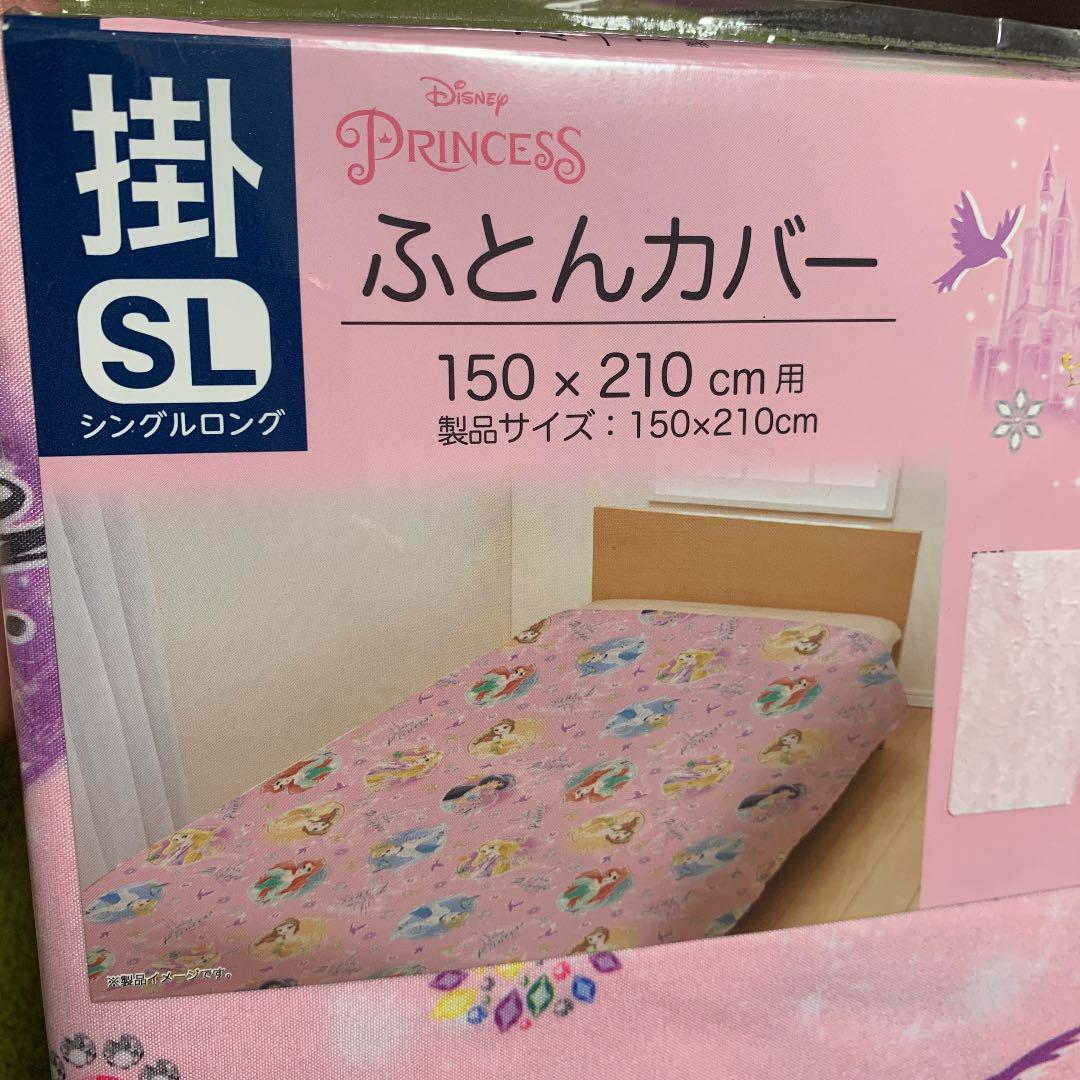 掛
SL
シングルロング
Disney
PRINCESS
ふとんカバー
150 × 210 cm 用
製品サイズ：150×210cm
※製品イメージです。